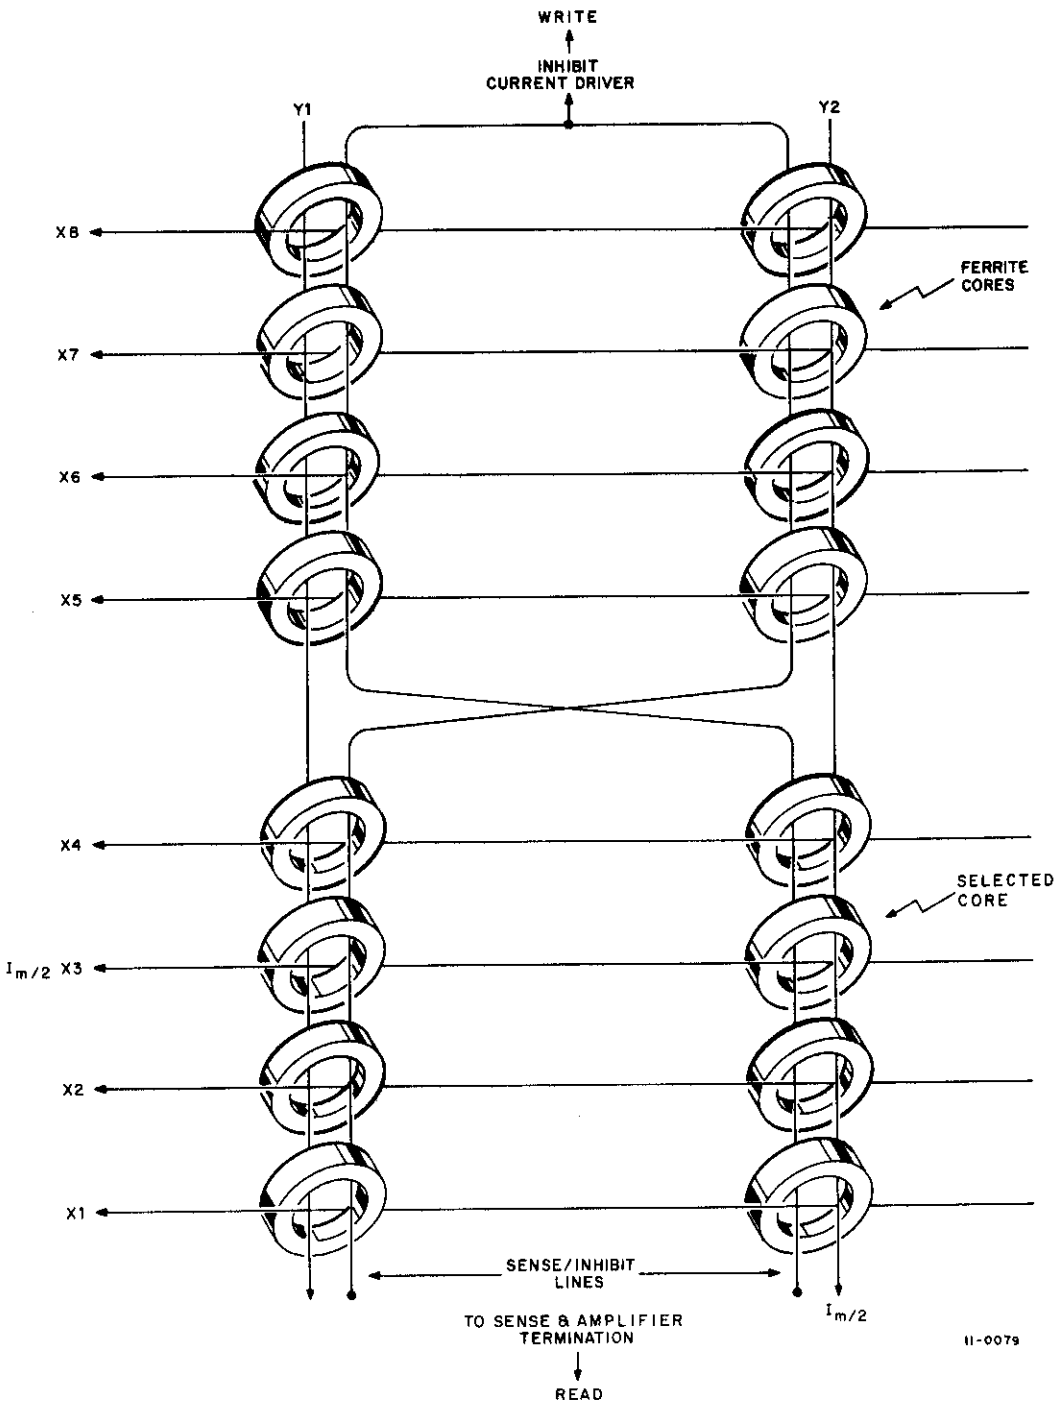 WRITE
INHIBIT
CURRENT DRIVER
Y1
Y2
X8
FERRITE
CORES
X7
X6
X5
X4
SELECTED
CORE
Im/2 X3
X2
X1
SENSE/INHIBIT
LINES
Im/2
TO SENSE & AMPLIFIER
TERMINATION
11-0079
READ